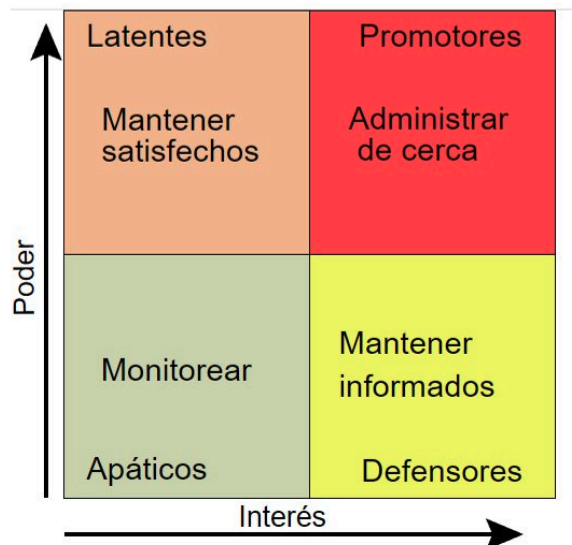 Latentes
Promotores
Mantener
satisfechos
Administrar
de cerca
Poder
Monitorear
Mantener
informados
Apáticos
Defensores
Interés